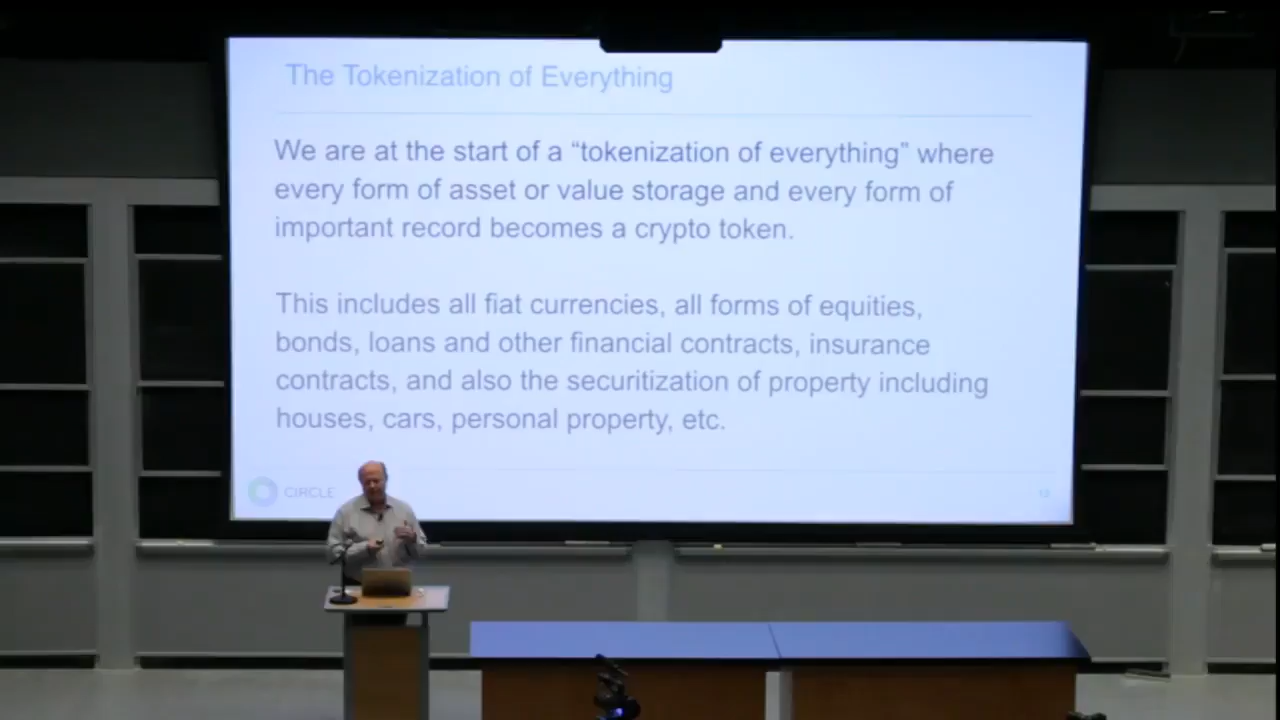 The Tokenization of Everything
We are at the start of a “tokenization of everything” where
every form of asset or value storage and every form of
important record becomes a crypto token.
This includes all fiat currencies, all forms of equities,
bonds, loans and other financial contracts, insurance
contracts, and also the securitization of property including
houses, cars, personal property, etc.
CIRCLE